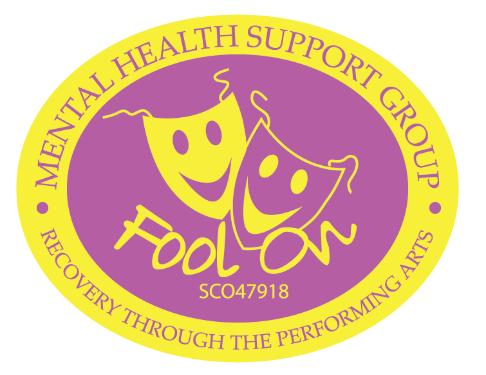 MENTAL HEALTH SUPPORT GROUP
FOOL ON
SCO47918
RECOVERY THROUGH THE PERFORMING ARTS